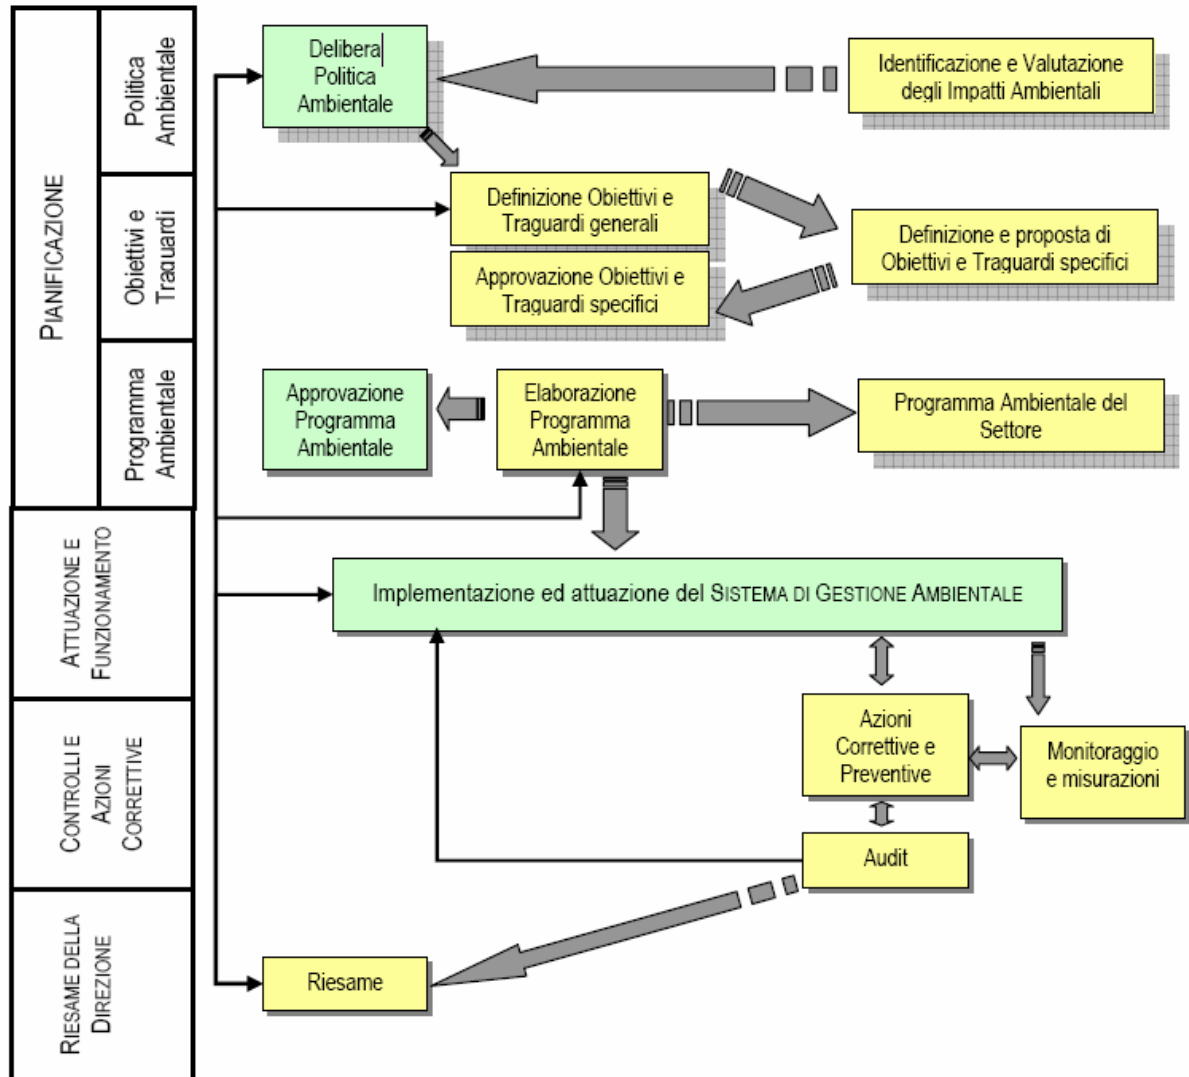 PIANIFICAZIONE
Politica
Ambientale
Delibera
Politica
Ambientale
Identificazione e Valutazione
degli Impatti Ambientali
Obiettivi e
Traguardi
Definizione Obiettivi e
Traguardi generali
Approvazione Obiettivi e
Traguardi specifici
Definizione e proposta di
Obiettivi e Traguardi specifici
Programma
Ambientale
Approvazione
Programma
Ambientale
Elaborazione
Programma
Ambientale
Programma Ambientale del
Settore
ATTUAZIONE E
FUNZIONAMENTO
Implementazione ed attuazione del SISTEMA DI GESTIONE AMBIENTALE
CONTROLLI E
AZIONI
CORRETTIVE
Azioni
Correttive e
Preventive
Monitoraggio
e misurazioni
Audit
RIESAME DELLA
DIREZIONE
Riesame